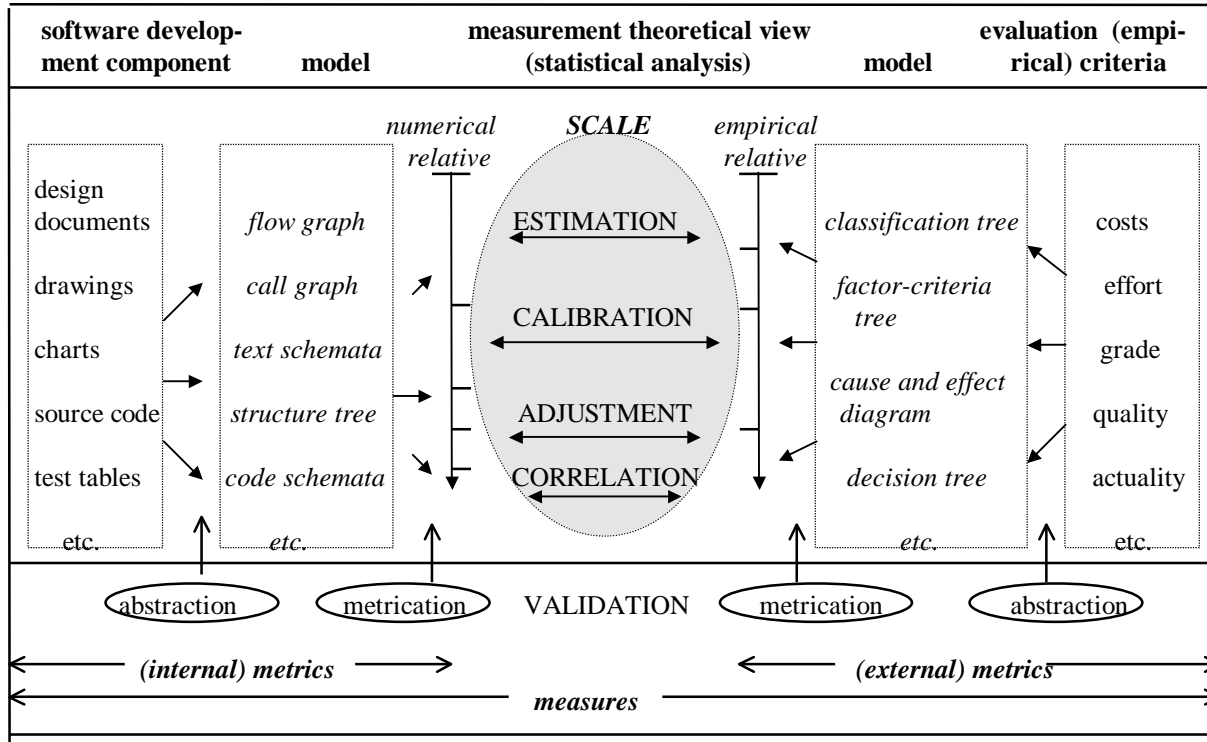 software develop-
ment component
model
measurement theoretical view
(statistical analysis)
model
evaluation (empi-
rical) criteria
design
documents
drawings
charts
source code
test tables
etc.
flow graph
call graph
text schemata
structure tree
code schemata
etc.
numerical
relative
SCALE
ESTIMATION
CALIBRATION
ADJUSTMENT
CORRELATION
empirical
relative
classification tree
factor-criteria
tree
cause and effect
diagram
decision tree
etc.
costs
effort
grade
quality
actuality
etc.
abstraction
metrication
VALIDATION
metrication
abstraction
(internal) metrics
(external) metrics
measures